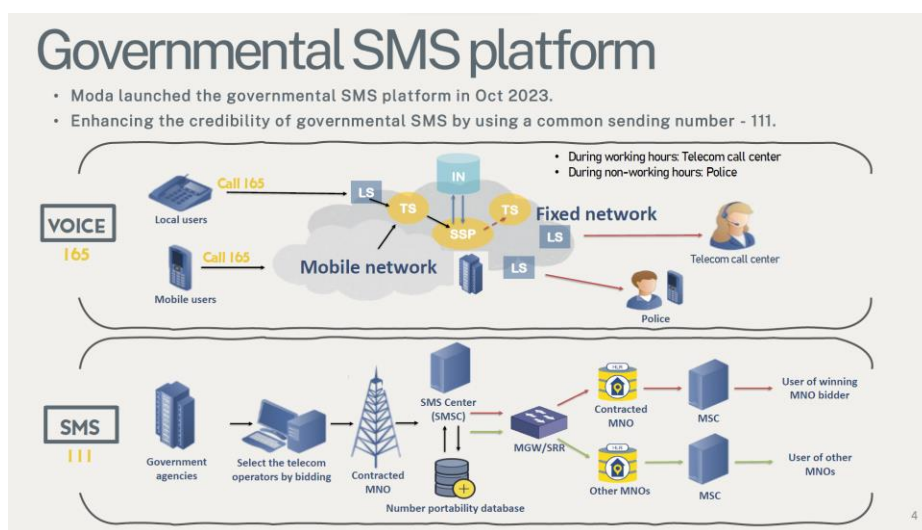 Governmental SMS platform
• Moda launched the governmental SMS platform in Oct 2023.
• Enhancing the credibility of governmental SMS by using a common sending number - 111.
• During working hours: Telecom call center
• During non-working hours: Police
VOICE
165
Local users
Call 165
Mobile users
Call 165
LS
TS
IN
SSP
TS
Fixed network
Mobile network
LS
LS
Telecom call center
Police
SMS
111
Government
agencies
Select the telecom
operators by bidding
Contracted
MNO
SMS Center
(SMSC)
Number portability database
MGW/SRR
HLR
Contracted
MNO
MSC
User of winning
MNO bidder
HLR
Other MNOs
MSC
User of other
MNOs
4